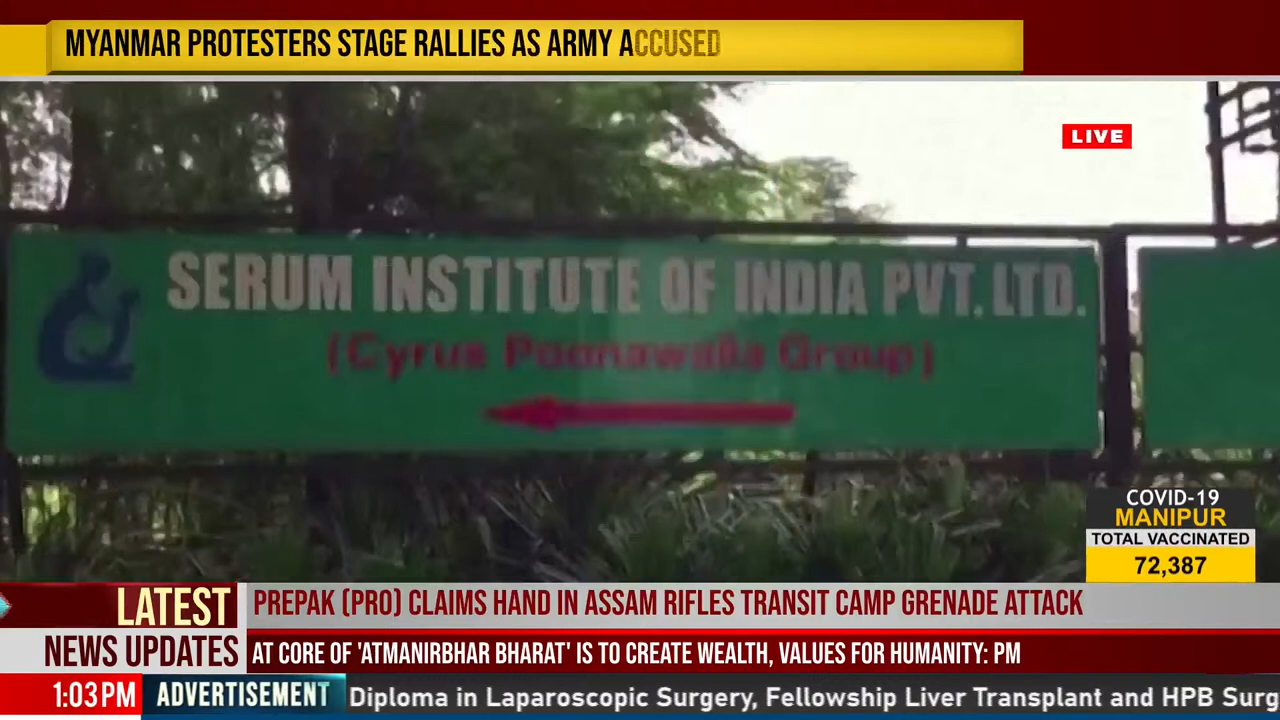 MYANMAR PROTESTERS STAGE RALLIES AS ARMY ACCUSED
LIVE
SERUM INSTITUTE OF INDIA PVT. LTD.
(Cyrus Poonawalla Group)
COVID-19
MANIPUR
TOTAL VACCINATED
72,387
LATEST
NEWS UPDATES
PREPAK (PRO) CLAIMS HAND IN ASSAM RIFLES TRANSIT CAMP GRENADE ATTACK
AT CORE OF 'ATMANIRBHAR BHARAT' IS TO CREATE WEALTH, VALUES FOR HUMANITY: PM
1:03 PM
ADVERTISEMENT
Diploma in Laparoscopic Surgery, Fellowship Liver Transplant and HPB Surg